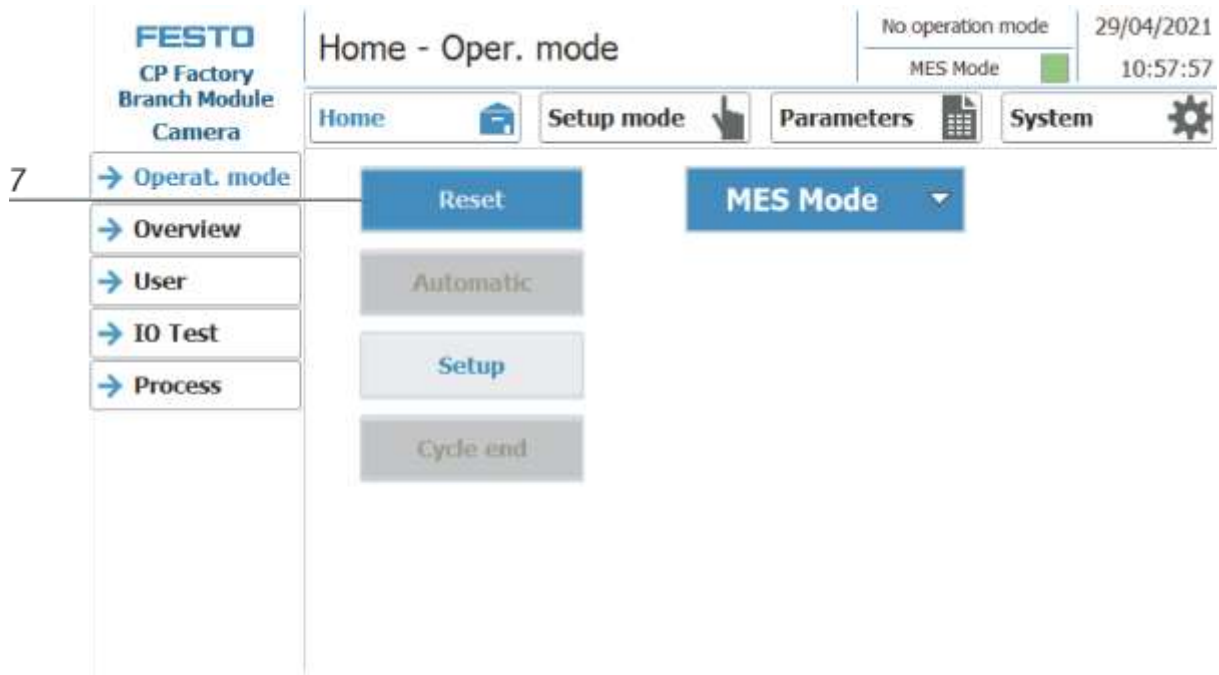 FESTO
CP Factory
Branch Module
Camera
Home - Oper. mode
No operation mode
MES Mode
29/04/2021
10:57:57
Home
Setup mode
Parameters
System
7
Operat. mode
Overview
User
IO Test
Process
Reset
Automatic
Setup
Cycle end
MES Mode